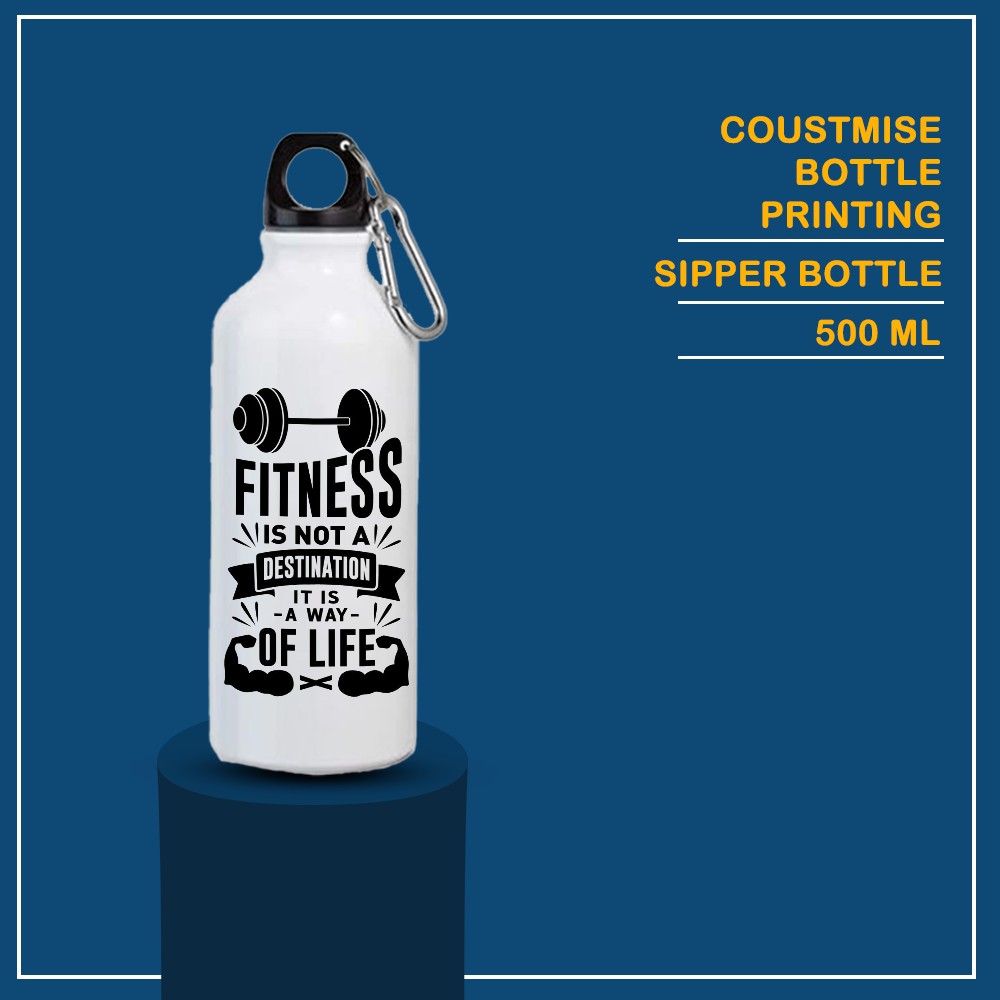 COUSTMISE
BOTTLE
PRINTING
SIPPER BOTTLE
500 ML
FITNESS
IS NOT A
DESTINATION
IT IS
-A WAY-
OF LIFE